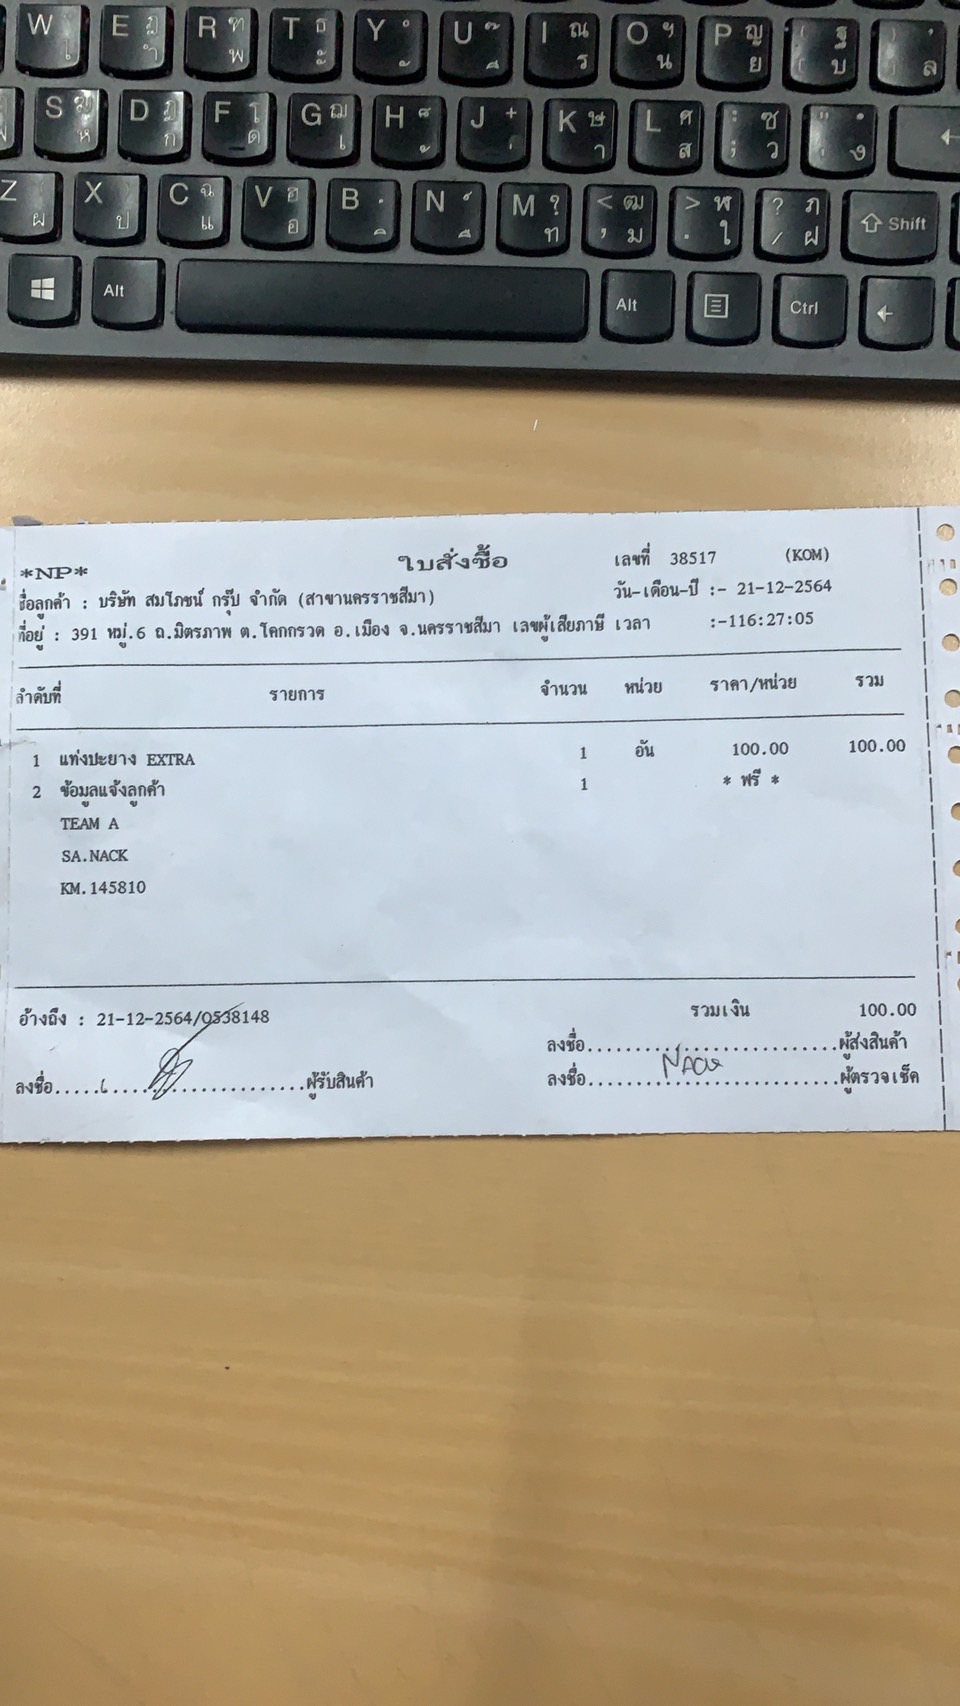 W E R T Y U I O P
S D F G H J K L
Z X C V B N M < > ? Shift
Alt Alt Ctrl
*NP* ใบสั่งซื้อ เลขที่ 38517 (KOM)
ชื่อลูกค้า : บริษัท สมโภชน์ กรุ๊ป จำกัด (สาขานครราชสีมา) วัน-เดือน-ปี :- 21-12-2564
ที่อยู่ : 391 หมู่.6 ถ.มิตรภาพ ต.โคกกรวด อ.เมือง จ.นครราชสีมา เลขผู้เสียภาษี เวลา :-116:27:05
ลำดับที่ รายการ จำนวน หน่วย ราคา/หน่วย รวม
1 แท่งปะยาง EXTRA 1 อัน 100.00 100.00
2 ข้อมูลแจ้งลูกค้า 1 * ฟรี *
TEAM A
SA.NACK
KM.145810
อ้างถึง : 21-12-2564/0538148 รวมเงิน 100.00
ลงชื่อ..............................ผู้ส่งสินค้า
NACK
ลงชื่อ..............................ผู้รับสินค้า ลงชื่อ..............................ผู้ตรวจเช็ค